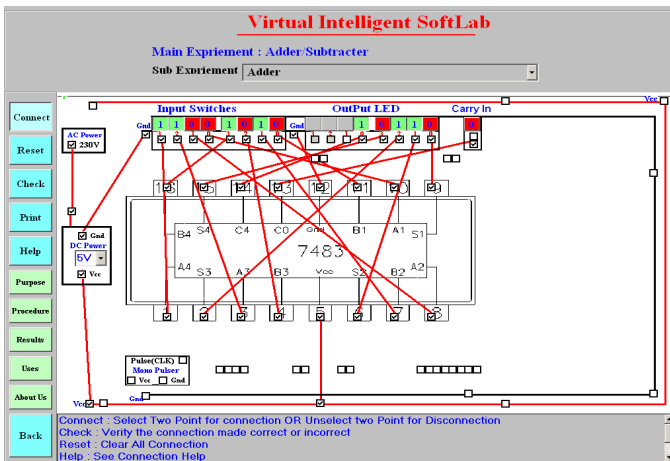 Virtual Intelligent SoftLab
Main Expriement : Adder/Subtracter
Sub Expriement Adder
Connect
Reset
Check
Print
Help
Purpose
Procedure
Results
Uses
About Us
Back
Vcc
Input Switches OutPut LED Carry In
Gnd 1 1 0 0 1 0 1 0 Gnd 1 0 1 1 0 0
AC Power
230V
Gnd
DC Power
5V
Vcc
16 15 14 13 12 11 10 9
B4 S4 C4 C0 Gnd B1 A1 S1
7483
A4 S3 A3 B3 Vcc S2 B2 A2
1 2 3 4 5 6 7 8
Pulse(CLK)
Mono Pulser
Vcc Gnd
Gnd
Vcc
Connect : Select Two Point for connection OR Unselect two Point for Disconnection
Check : Verify the connection made correct or incorrect
Reset : Clear All Connection
Help : See Connection Help